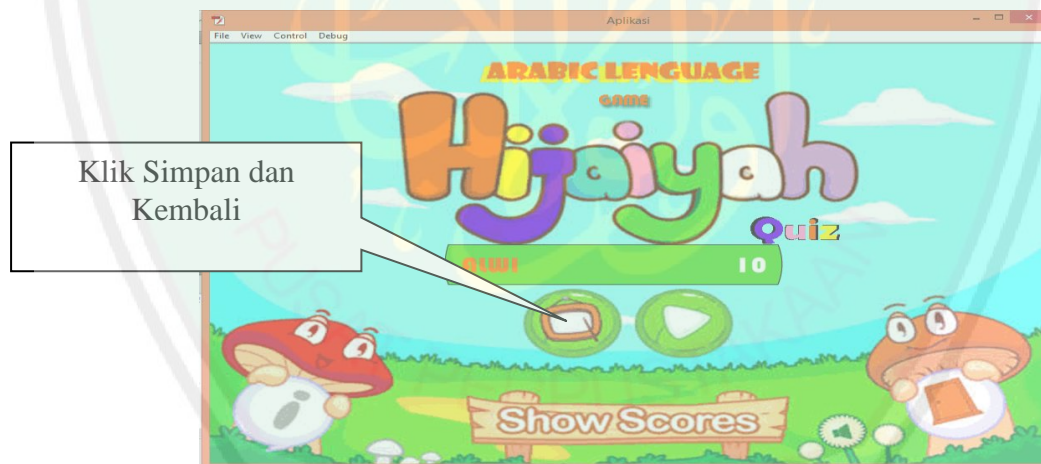 Aplikasi
File View Control Debug
ARABIC LENGUAGE
GAME
Hijaiyah
Quiz
Klik Simpan dan
Kembali
ALWI 10
Show Scores